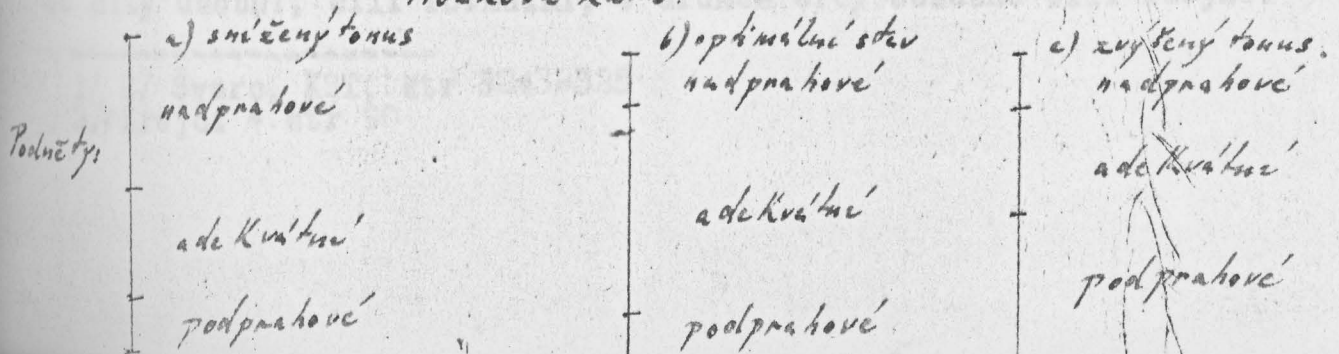 a) snížený tonus
nadprahové
Podněty:
adekvátní
podprahové
b) optimální stav
nadprahové
adekvátní
podprahové
c) zvýšený tonus.
nadprahové
adekvátní
podprahové